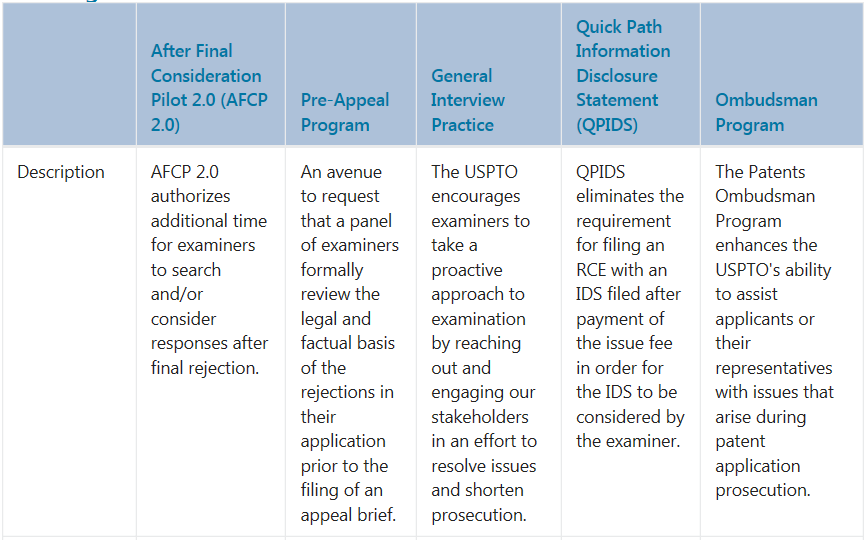 After Final
Consideration
Pilot 2.0 (AFCP
2.0)
Pre-Appeal
Program
General
Interview
Practice
Quick Path
Information
Disclosure
Statement
(QPIDS)
Ombudsman
Program
Description
AFCP 2.0
authorizes
additional time
for examiners
to search
and/or
consider
responses after
final rejection.
An avenue
to request
that a panel
of examiners
formally
review the
legal and
factual basis
of the
rejections in
their
application
prior to the
filing of an
appeal brief.
The USPTO
encourages
examiners to
take a
proactive
approach to
examination
by reaching
out and
engaging our
stakeholders
in an effort to
resolve issues
and shorten
prosecution.
QPIDS
eliminates the
requirement
for filing an
RCE with an
IDS filed after
payment of
the issue fee
in order for
the IDS to be
considered by
the examiner.
The Patents
Ombudsman
Program
enhances the
USPTO's ability
to assist
applicants or
their
representatives
with issues that
arise during
patent
application
prosecution.